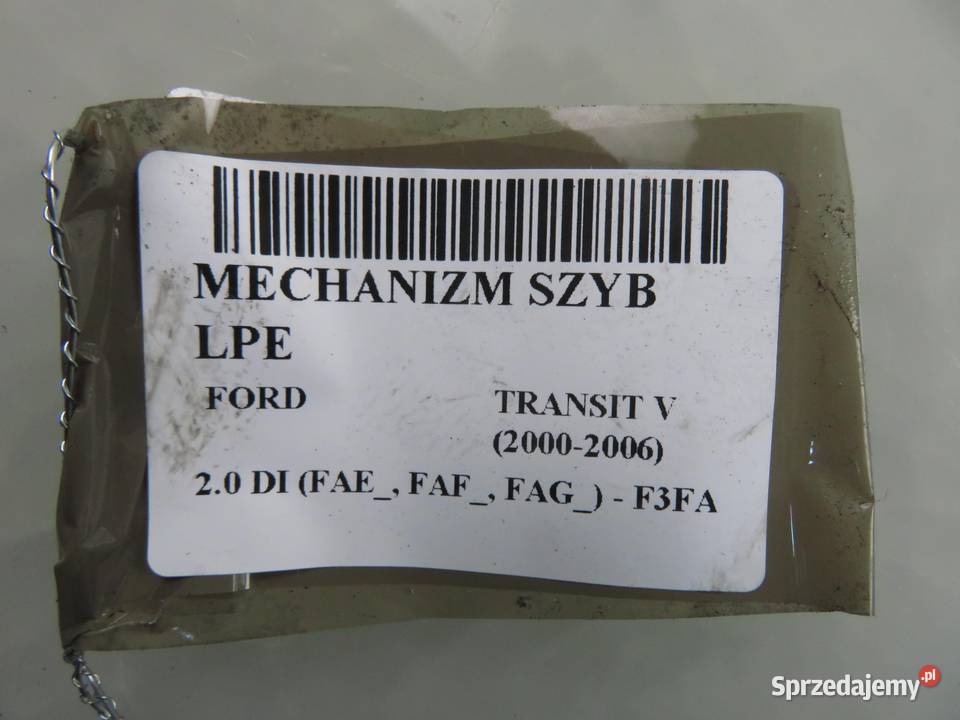 MECHANIZM SZYB
LPE
FORD
TRANSIT V
(2000-2006)
2.0 DI (FAE_, FAF_, FAG_) - F3FA
Sprzedajemy.pl